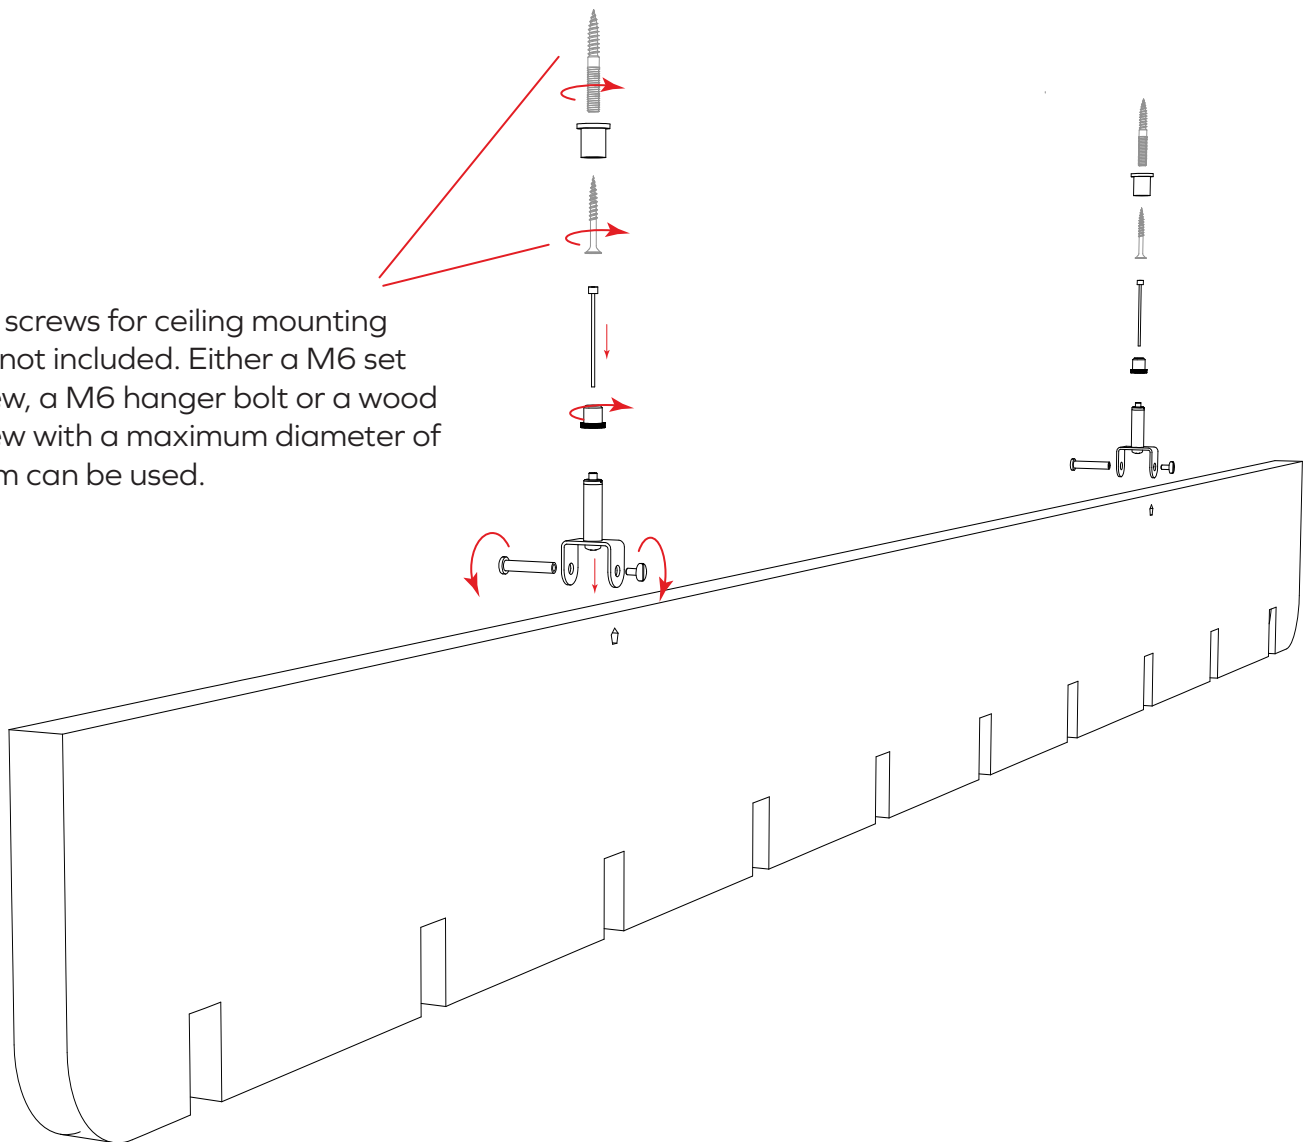 screws for ceiling mounting
not included. Either a M6 set
a M6 hanger bolt or a wood
with a maximum diameter of
can be used.